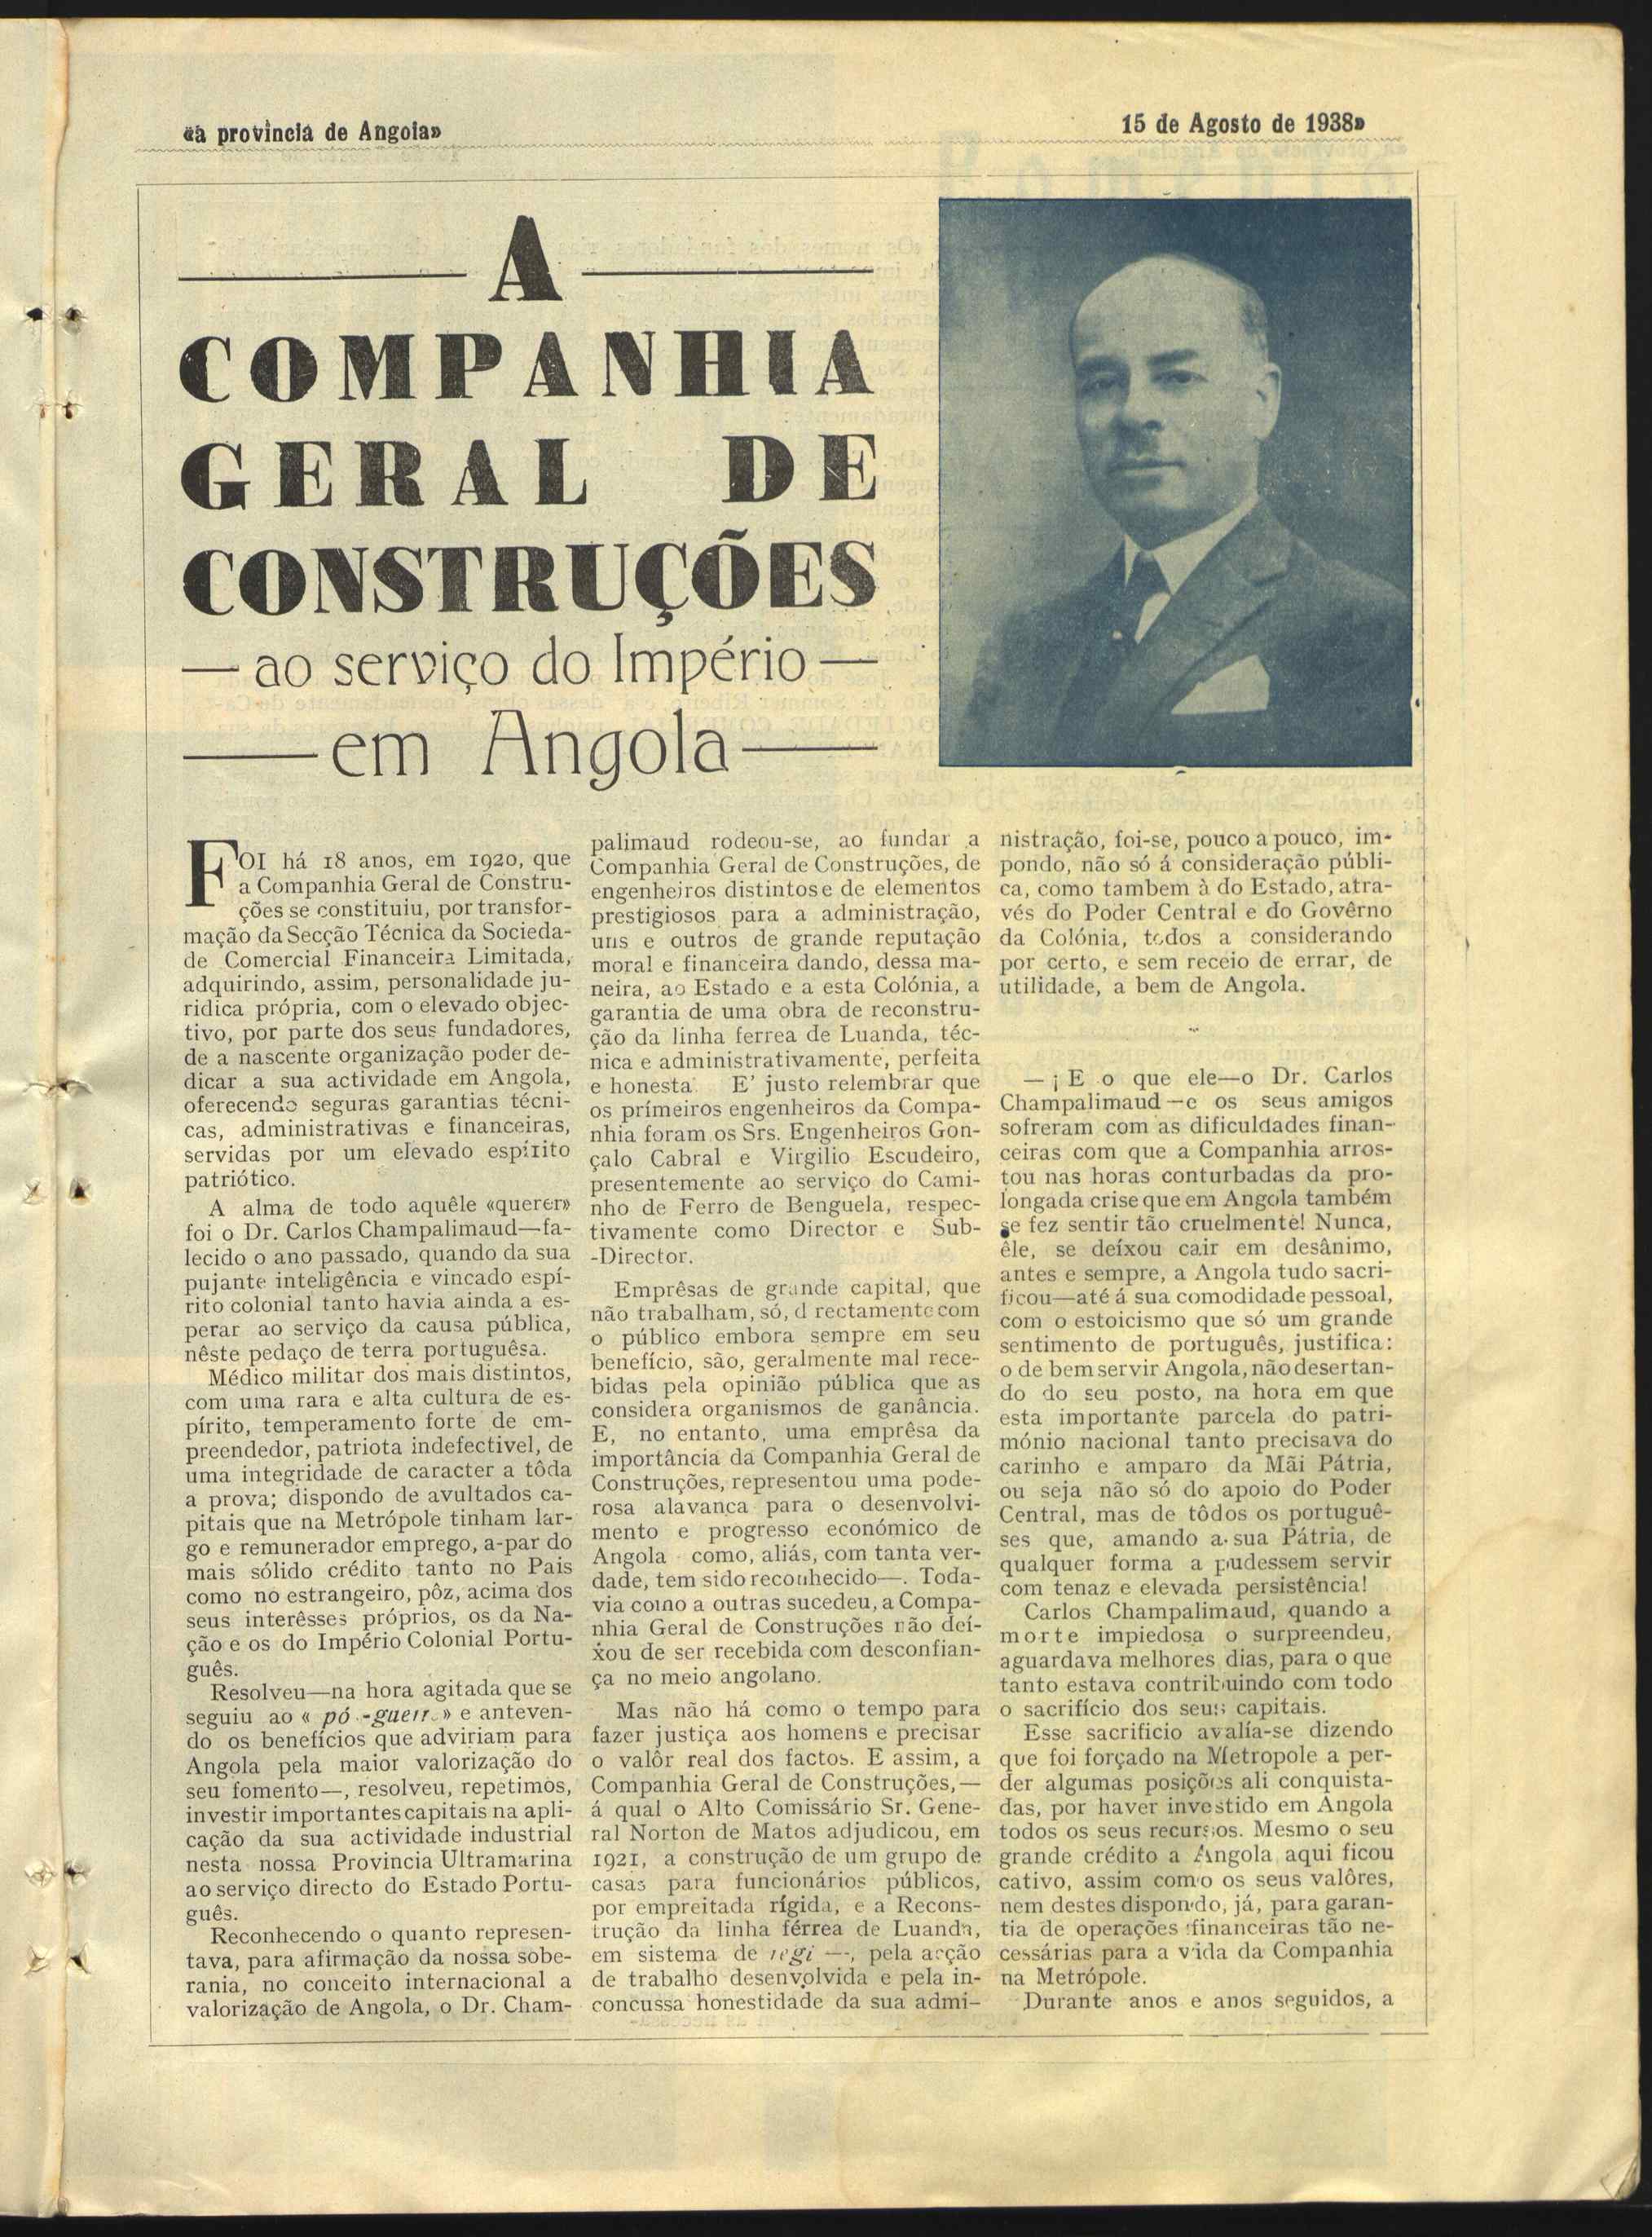 «a província de Angola»
15 de Agosto de 1938»
A
COMPANHIA
GERAL DE
CONSTRUÇÕES
— ao serviço do Império —
— em Angola —
FOI há 18 anos, em 1920, que
a Companhia Geral de Constru-
ções se constituiu, por transfor-
mação da Secção Técnica da Socieda-
de Comercial Financeira Limitada,
adquirindo, assim, personalidade ju-
ridica própria, com o elevado objec-
tivo, por parte dos seus fundadores,
de a nascente organização poder de-
dicar a sua actividade em Angola,
oferecendo seguras garantias técni-
cas, administrativas e financeiras,
servidas por um elevado espírito
patriótico.
A alma de todo aquêle «querer»
foi o Dr. Carlos Champalimaud—fa-
lecido o ano passado, quando da sua
pujante inteligência e vincado espí-
rito colonial tanto havia ainda a es-
perar ao serviço da causa pública,
nêste pedaço de terra portuguêsa.
Médico militar dos mais distintos,
com uma rara e alta cultura de es-
pírito, temperamento forte de em-
preendedor, patriota indefectivel, de
uma integridade de caracter a tôda
a prova; dispondo de avultados ca-
pitais que na Metrópole tinham lar-
go e remunerador emprego, a-par do
mais sólido crédito tanto no Pais
como no estrangeiro, pôz, acima dos
seus interêsses próprios, os da Na-
ção e os do Império Colonial Portu-
guês.
Resolveu—na hora agitada que se
seguiu ao « pó -guerr » e anteven-
do os benefícios que adviriam para
Angola pela maior valorização do
seu fomento—, resolveu, repetimos,
investir importantes capitais na apli-
cação da sua actividade industrial
nesta nossa Provincia Ultramarina
ao serviço directo do Estado Portu-
guês.
Reconhecendo o quanto represen-
tava, para afirmação da nossa sobe-
rania, no conceito internacional a
valorização de Angola, o Dr. Cham-
palimaud rodeou-se, ao fundar a
Companhia Geral de Construções, de
engenheiros distintos e de elementos
prestigiosos para a administração,
uns e outros de grande reputação
moral e financeira dando, dessa ma-
neira, ao Estado e a esta Colónia, a
garantia de uma obra de reconstru-
ção da linha ferrea de Luanda, téc-
nica e administrativamente, perfeita
e honesta. E' justo relembrar que
os prímeiros engenheiros da Compa-
nhia foram os Srs. Engenheiros Gon-
çalo Cabral e Virgilio Escudeiro,
presentemente ao serviço do Cami-
nho de Ferro de Benguela, respec-
tivamente como Director e Sub-
-Director.
Emprêsas de grande capital, que
não trabalham, só, d rectamente com
o público embora sempre em seu
benefício, são, geralmente mal rece-
bidas pela opinião pública que as
considera organismos de ganância.
E, no entanto, uma emprêsa da
importância da Companhia Geral de
Construções, representou uma pode-
rosa alavanca para o desenvolvi-
mento e progresso económico de
Angola como, aliás, com tanta ver-
dade, tem sido reconhecido—. Toda-
via como a outras sucedeu, a Compa-
nhia Geral de Construções não deí-
xou de ser recebida com desconfian-
ça no meio angolano.
Mas não há como o tempo para
fazer justiça aos homens e precisar
o valôr real dos factos. E assim, a
Companhia Geral de Construções,—
á qual o Alto Comissário Sr. Gene-
ral Norton de Matos adjudicou, em
1921, a construção de um grupo de
casas para funcionários públicos,
por empreitada rígida, e a Recons-
trução da linha férrea de Luanda,
em sistema de regi —, pela acção
de trabalho desenvolvida e pela in-
concussa honestidade da sua admi-
nistração, foi-se, pouco a pouco, im-
pondo, não só á consideração públi-
ca, como tambem à do Estado, atra-
vés do Poder Central e do Govêrno
da Colónia, todos a considerando
por certo, e sem receio de errar, de
utilidade, a bem de Angola.
— ¡ E o que ele—o Dr. Carlos
Champalimaud—e os seus amigos
sofreram com as dificuldades finan-
ceiras com que a Companhia arros-
tou nas horas conturbadas da pro-
longada crise que em Angola também
se fez sentir tão cruelmente! Nunca,
êle, se deíxou cair em desânimo,
antes e sempre, a Angola tudo sacri-
ficou—até á sua comodidade pessoal,
com o estoicismo que só um grande
sentimento de português, justifica:
o de bem servir Angola, não desertan-
do do seu posto, na hora em que
esta importante parcela do patri-
mónio nacional tanto precisava do
carinho e amparo da Mãi Pátria,
ou seja não só do apoio do Poder
Central, mas de tôdos os portuguê-
ses que, amando a sua Pátria, de
qualquer forma a pudessem servir
com tenaz e elevada persistência!
Carlos Champalimaud, quando a
morte impiedosa o surpreendeu,
aguardava melhores dias, para o que
tanto estava contribuindo com todo
o sacrifício dos seus capitais.
Esse sacrificio avalía-se dizendo
que foi forçado na Metropole a per-
der algumas posições ali conquista-
das, por haver investido em Angola
todos os seus recursos. Mesmo o seu
grande crédito a Angola aqui ficou
cativo, assim como os seus valôres,
nem destes dispondo, já, para garan-
tia de operações financeiras tão ne-
cessárias para a vida da Companhia
na Metrópole.
Durante anos e anos seguidos, a